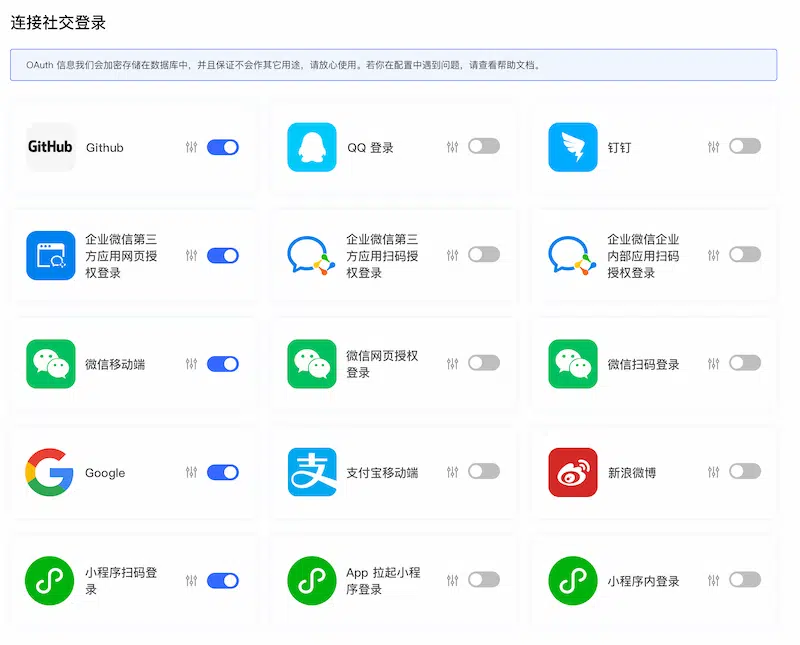 连接社交登录
OAuth 信息我们会加密存储在数据库中，并且保证不会作其它用途，请放心使用。若你在配置中遇到问题，请查看帮助文档。
GitHub
Github
QQ 登录
钉钉
企业微信第三
方应用网页授
权登录
企业微信第三
方应用扫码授
权登录
企业微信企业
内部应用扫码
授权登录
微信移动端
微信网页授权
登录
微信扫码登录
Google
支
支付宝移动端
新浪微博
小程序扫码登
录
App 拉起小程
序登录
小程序内登录